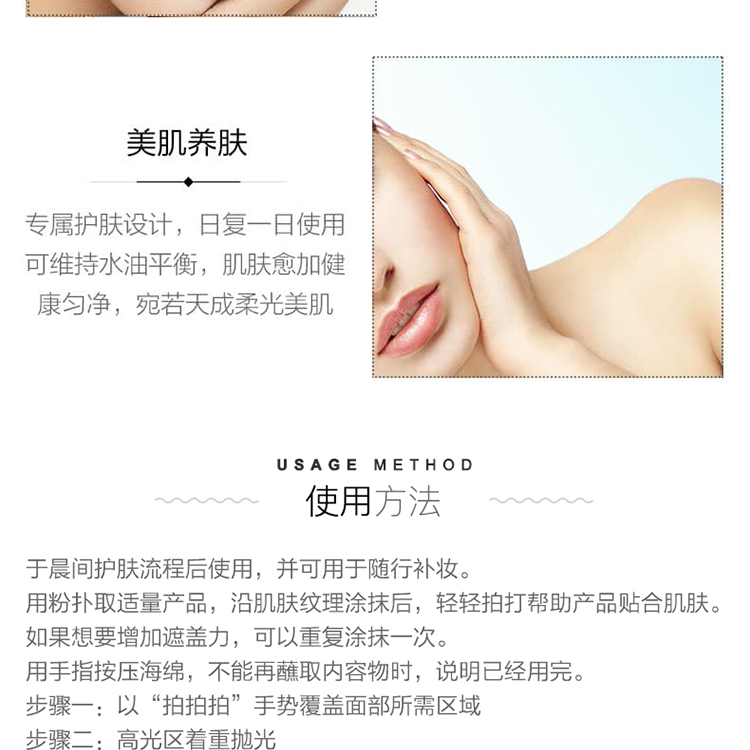 美肌养肤
专属护肤设计，日复一日使用
可维持水油平衡，肌肤愈加健
康匀净，宛若天成柔光美肌
USAGE METHOD
使用方法
于晨间护肤流程后使用，并可用于随行补妆。
用粉扑取适量产品，沿肌肤纹理涂抹后，轻轻拍打帮助产品贴合肌肤。
如果想要增加遮盖力，可以重复涂抹一次。
用手指按压海绵，不能再蘸取内容物时，说明已经用完。
步骤一：以“拍拍拍”手势覆盖面部所需区域
步骤二：高光区着重抛光